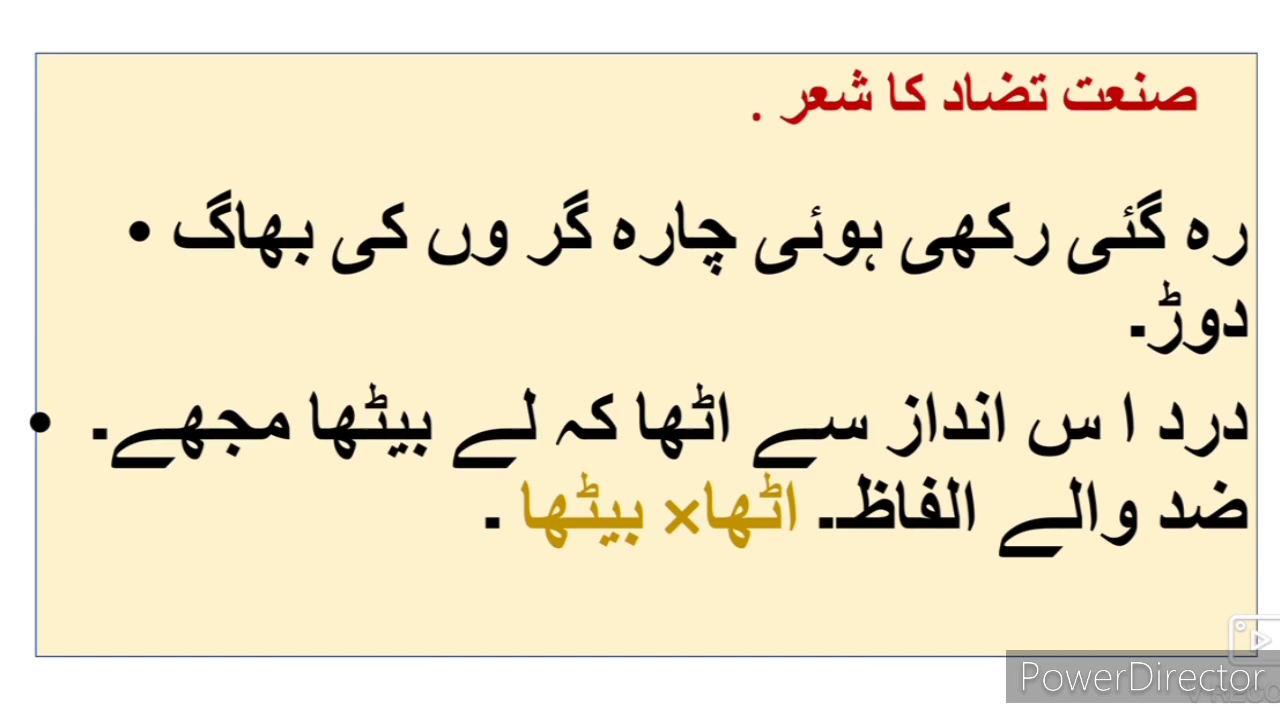 صنعت تضاد کا شعر .
• رہ گئی رکھی ہوئی چارہ گر وں کی بھاگ
دوڑ۔
• درد ا س انداز سے اٹھا کہ لے بیٹھا مجھے۔
ضد والے الفاظ۔ اٹھا× بیٹھا ۔
PowerDirector